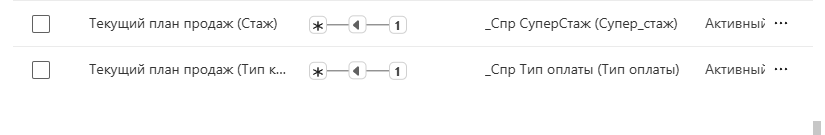 Текущий план продаж (Стаж) * 1 _Спр СуперСтаж (Супер_стаж) Активный ...
Текущий план продаж (Тип к... * 1 _Спр Тип оплаты (Тип оплаты) Активный ...